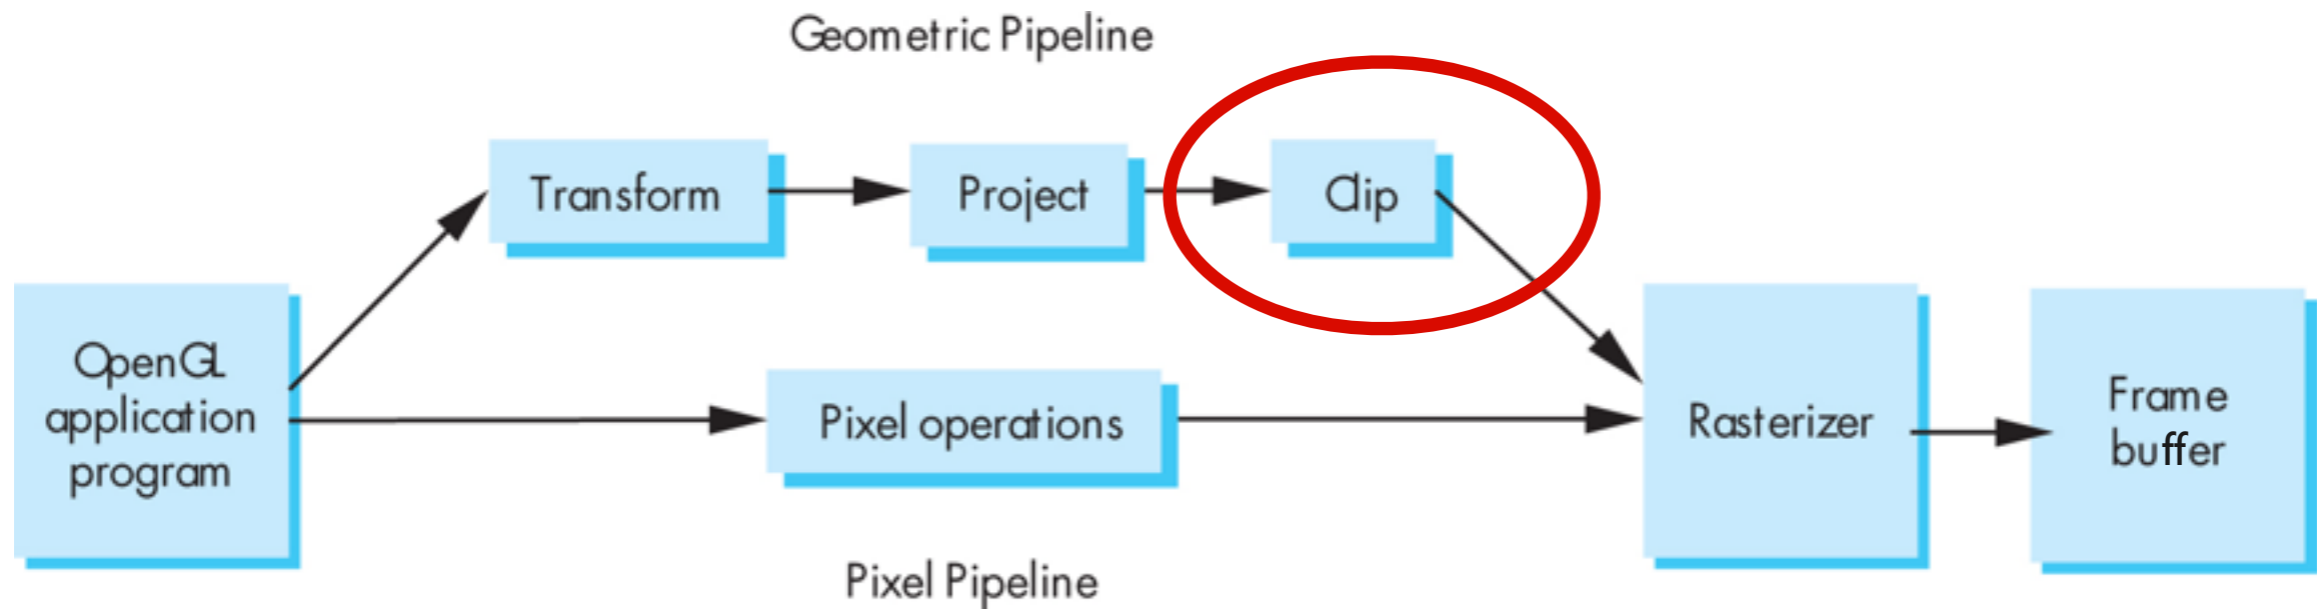 Geometric Pipeline
Transform
Project
Clip
OpenGL
application
program
Pixel operations
Rasterizer
Frame
buffer
Pixel Pipeline